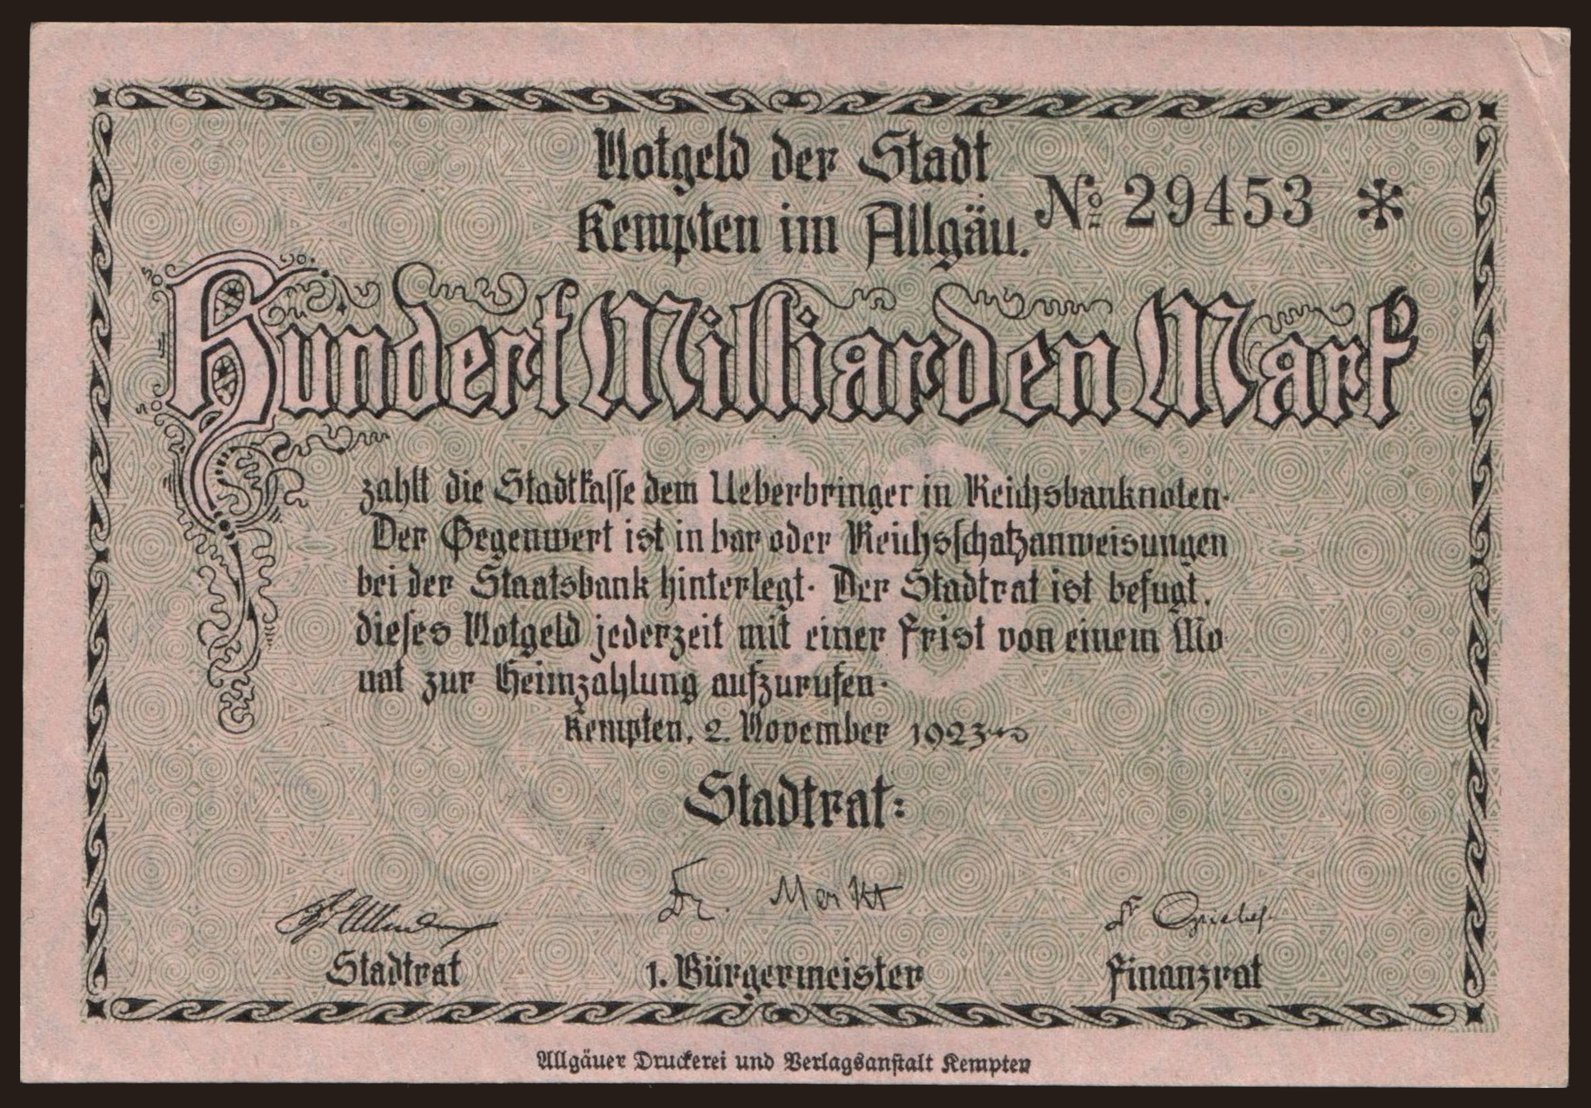 Notgeld der Stadt
Kempten im Allgäu.
№ 29453 *
Hundert Milliarden Mark
100
zahlt die Stadtkasse dem Ueberbringer in Reichsbanknoten.
Der Gegenwert ist in bar oder Reichsschatzanweisungen
bei der Staatsbank hinterlegt. Der Stadtrat ist befugt,
dieses Notgeld jederzeit mit einer Frist von einem Mo
nat zur Heimzahlung aufzurufen.
Kempten, 2. November 1923
Stadtrat:
Dr. Merkt
Stadtrat
1. Bürgermeister
Finanzrat
Allgäuer Druckerei und Verlagsanstalt Kempten